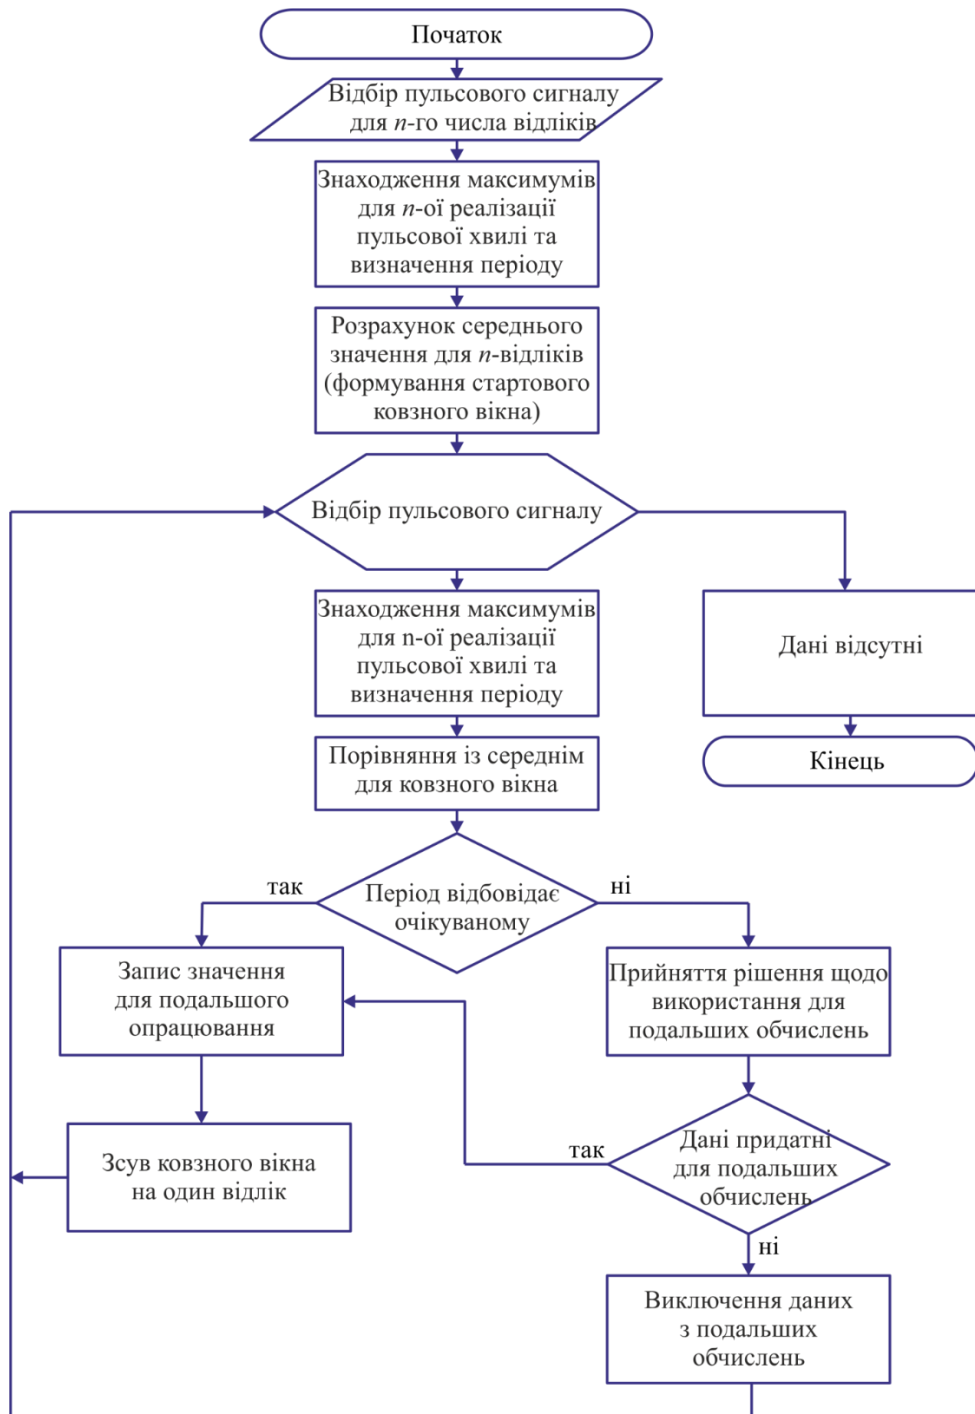 Початок
Відбір пульсового сигналу
для n-го числа відліків
Знаходження максимумів
для n-ої реалізації
пульсової хвилі та
визначення періоду
Розрахунок середнього
значення для n-відліків
(формування стартового
ковзного вікна)
Відбір пульсового сигналу
Знаходження максимумів
для n-ої реалізації
пульсової хвилі та
визначення періоду
Дані відсутні
Порівняння із середнім
для ковзного вікна
Кінець
так
Період відбовідає
очікуваному
ні
Запис значення
для подальшого
опрацювання
Прийняття рішення щодо
використання для
подальших обчислень
Зсув ковзного вікна
на один відлік
так
Дані придатні
для подальших
обчислень
ні
Виключення даних
з подальших
обчислень